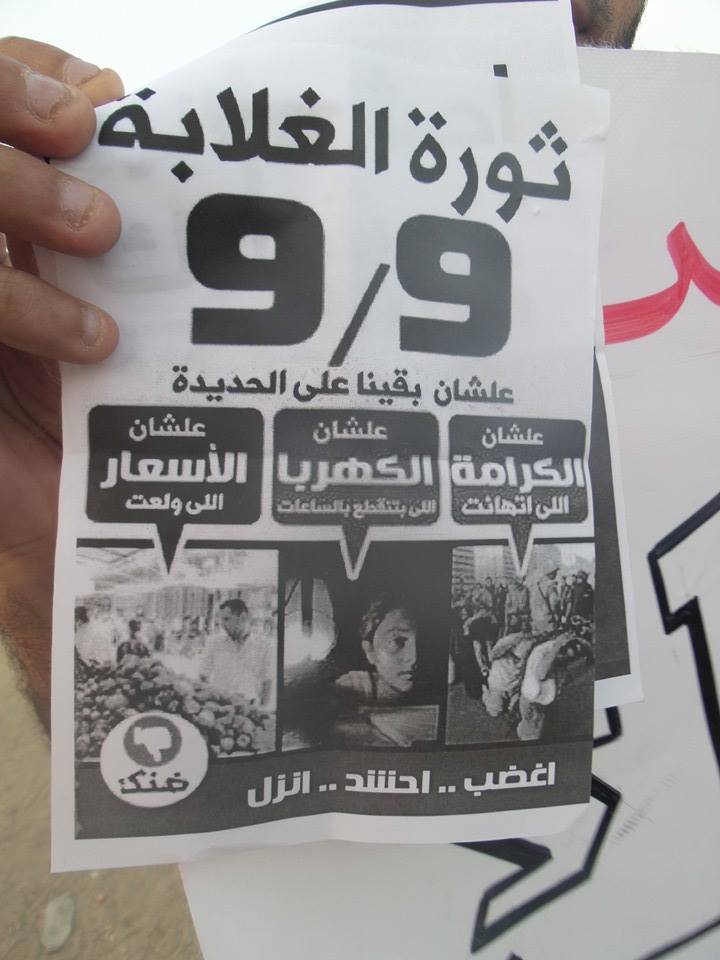 ثورة الغلابة
9/9
علشان بقينا على الحديدة
علشان
الكرامة
اللى اتهانت
علشان
الكهربا
اللى بتتقطع بالساعات
علشان
الأسعار
اللى ولعت
اغضب .. احشد .. انزل
ضنك